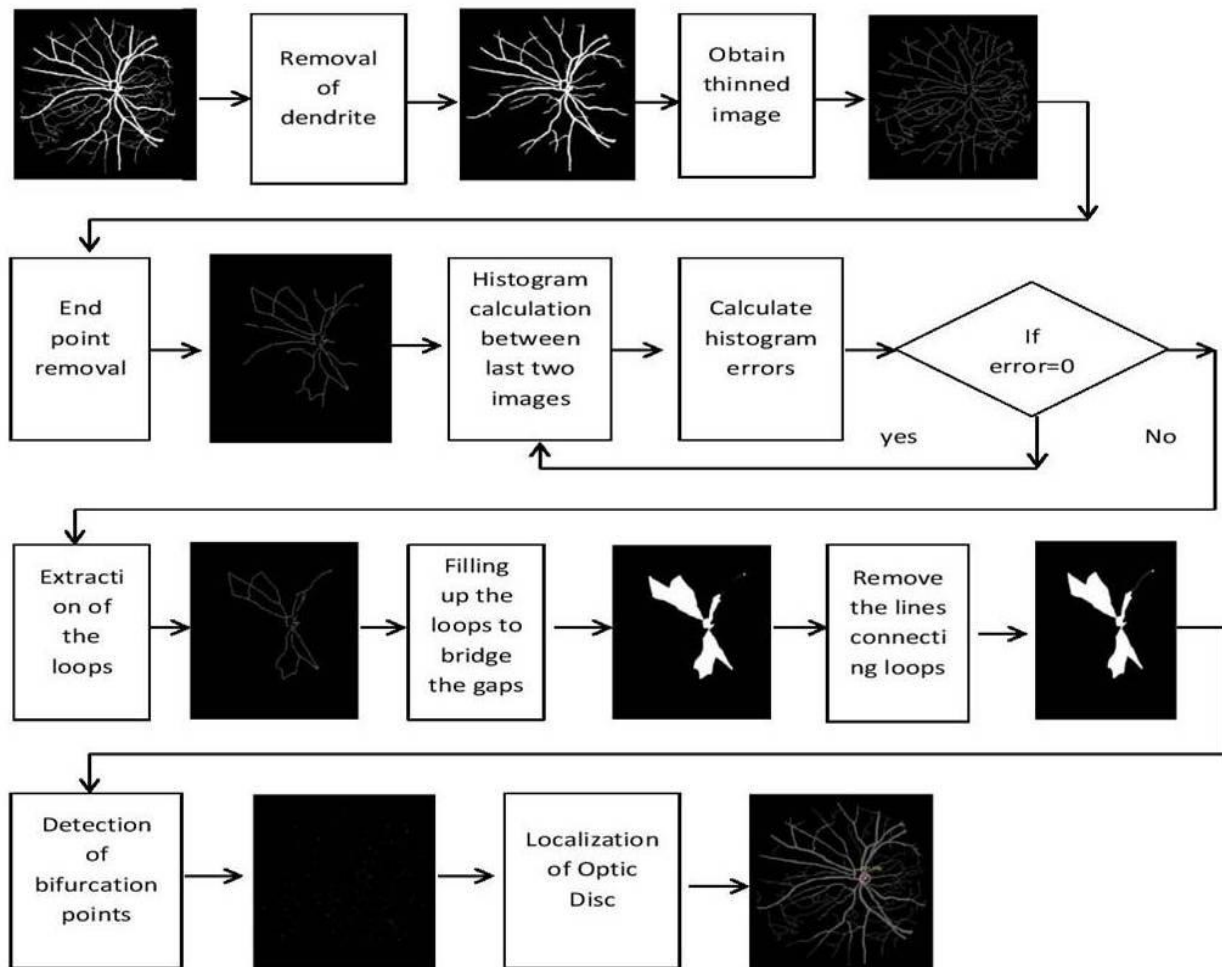 Removal
of
dendrite
Obtain
thinned
image
End
point
removal
Histogram
calculation
between
last two
images
Calculate
histogram
errors
If
error=0
yes
No
Extracti
on of
the
loops
Filling
up the
loops to
bridge
the gaps
Remove
the lines
connecti
ng loops
Detection
of
bifurcation
points
Localization
of Optic
Disc